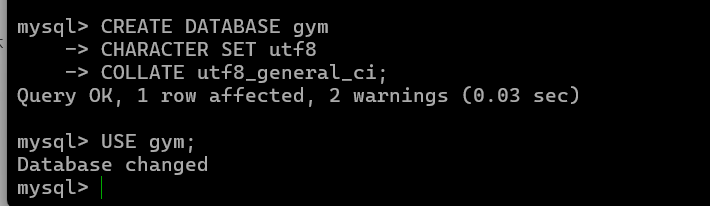 mysql> CREATE DATABASE gym
    -> CHARACTER SET utf8
    -> COLLATE utf8_general_ci;
Query OK, 1 row affected, 2 warnings (0.03 sec)

mysql> USE gym;
Database changed
mysql>